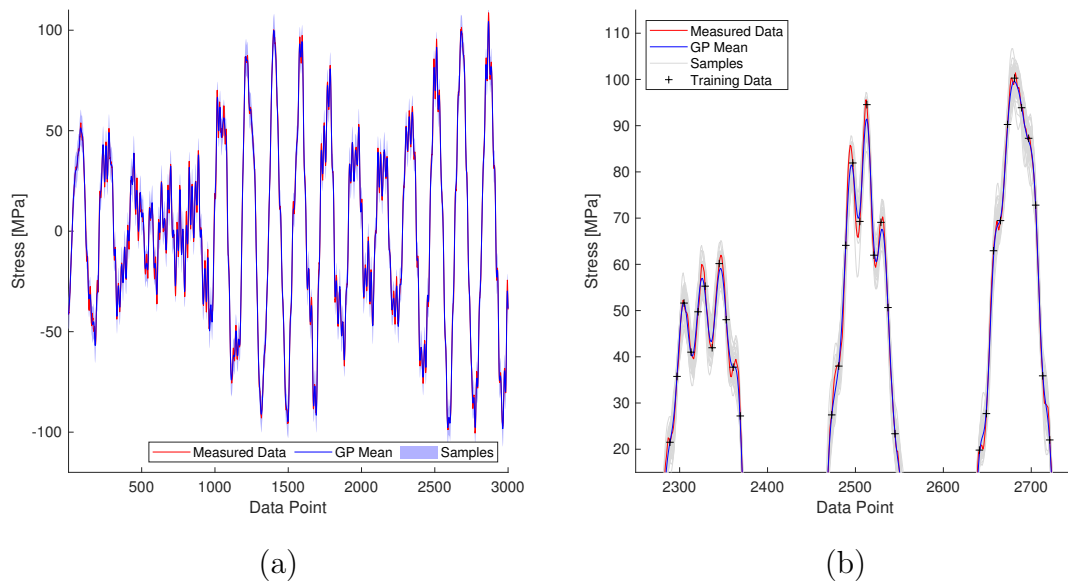 100
50
0
-50
-100
Stress [MPa]
Measured Data
GP Mean
Samples
500
1000
1500
2000
2500
3000
Data Point
(a)
110
100
90
80
70
60
50
40
30
20
Stress [MPa]
Measured Data
GP Mean
Samples
Training Data
2300
2400
2500
2600
2700
Data Point
(b)